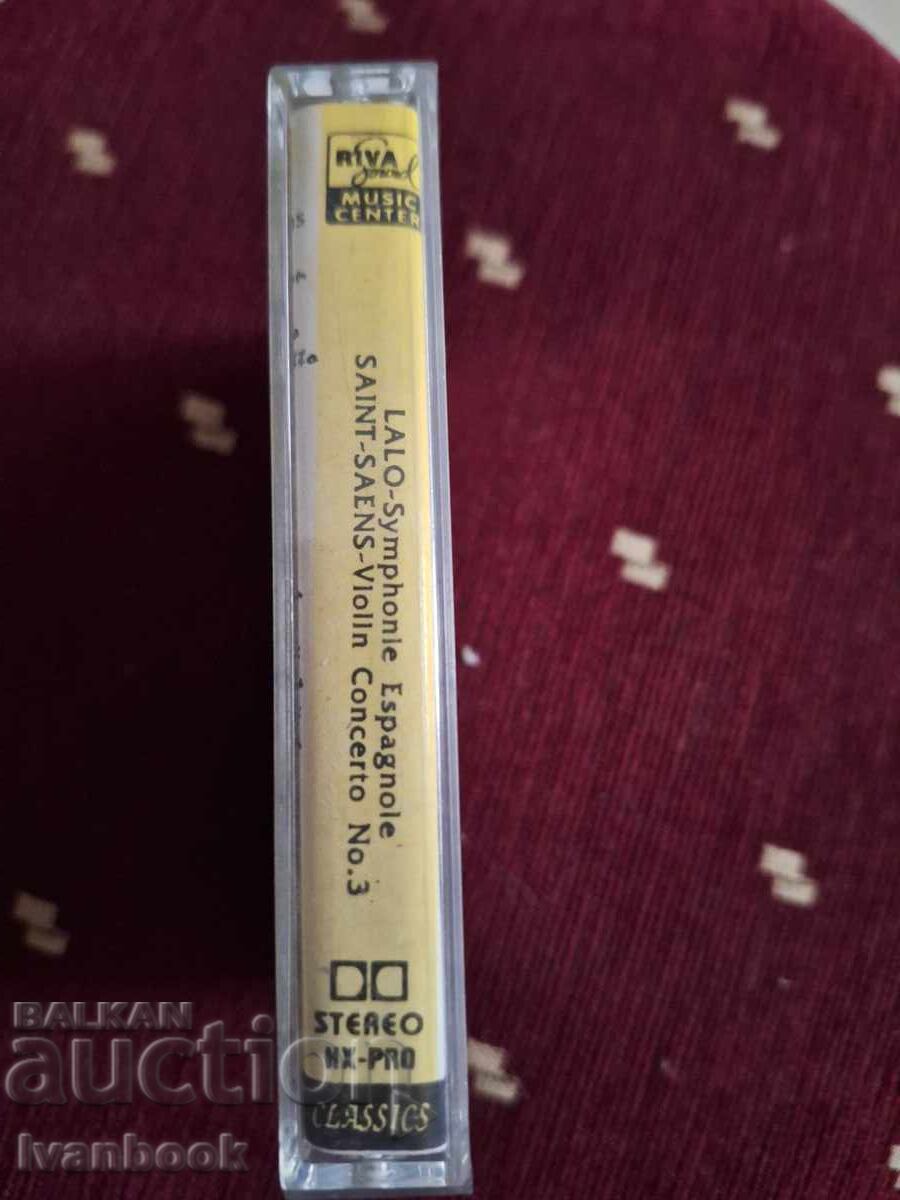 RIVA
Sound
MUSIC
CENTER
LALO-Symphonie Espagnole
SAINT-SAENS-Violin Concerto No.3
STEREO
HX-PRO
CLASSICS
BALKAN
auction
Ivanbook